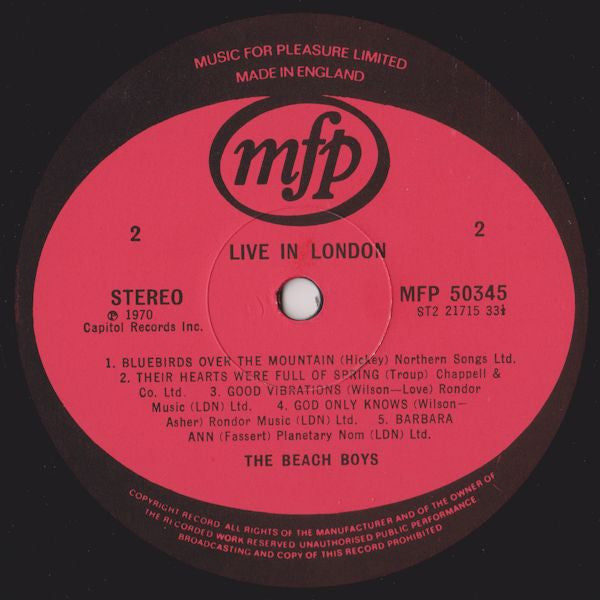 MUSIC FOR PLEASURE LIMITED
MADE IN ENGLAND
mfp
2
2
LIVE IN LONDON
STEREO
MFP 50345
Ⓟ 1970
ST2 21715 33⅓
Capitol Records Inc.
1. BLUEBIRDS OVER THE MOUNTAIN (Hickey) Northern Songs Ltd.
2. THEIR HEARTS WERE FULL OF SPRING (Troup) Chappell &
Co. Ltd. 3. GOOD VIBRATIONS (Wilson—Love) Rondor
Music (LDN) Ltd. 4. GOD ONLY KNOWS (Wilson—
Asher) Rondor Music (LDN) Ltd. 5. BARBARA
ANN (Fassert) Planetary Nom (LDN) Ltd.
THE BEACH BOYS
COPYRIGHT RECORD ALL RIGHTS OF THE MANUFACTURER AND OF THE OWNER OF
THE RECORDED WORK RESERVED UNAUTHORISED PUBLIC PERFORMANCE
BROADCASTING AND COPY OF THIS RECORD PROHIBITED